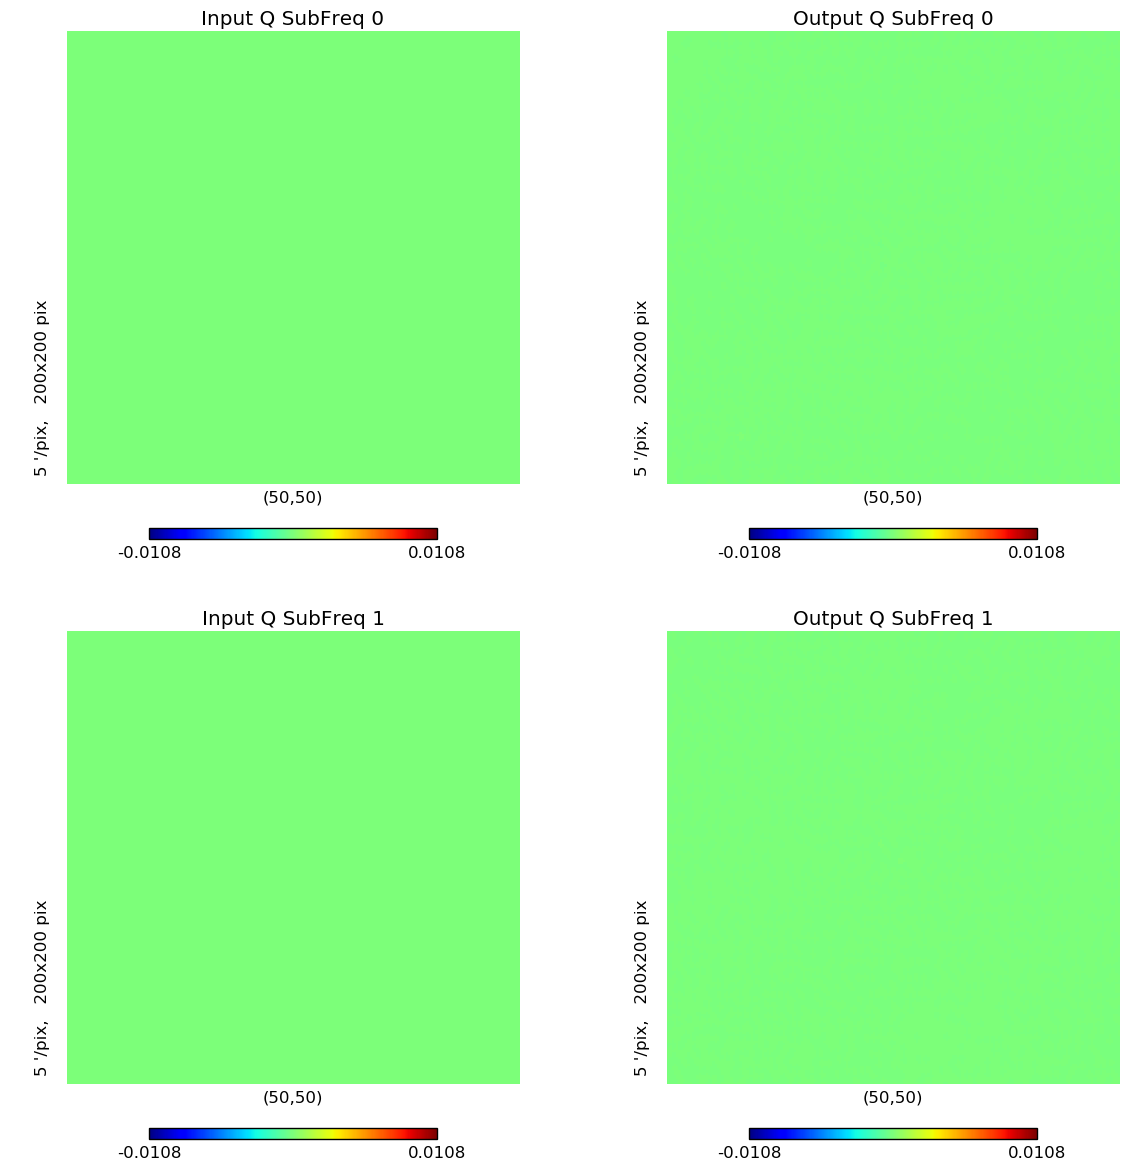 Input Q SubFreq 0
Output Q SubFreq 0
5 '/pix,   200x200 pix
5 '/pix,   200x200 pix
(50,50)
(50,50)
-0.0108
0.0108
-0.0108
0.0108
Input Q SubFreq 1
Output Q SubFreq 1
5 '/pix,   200x200 pix
5 '/pix,   200x200 pix
(50,50)
(50,50)
-0.0108
0.0108
-0.0108
0.0108